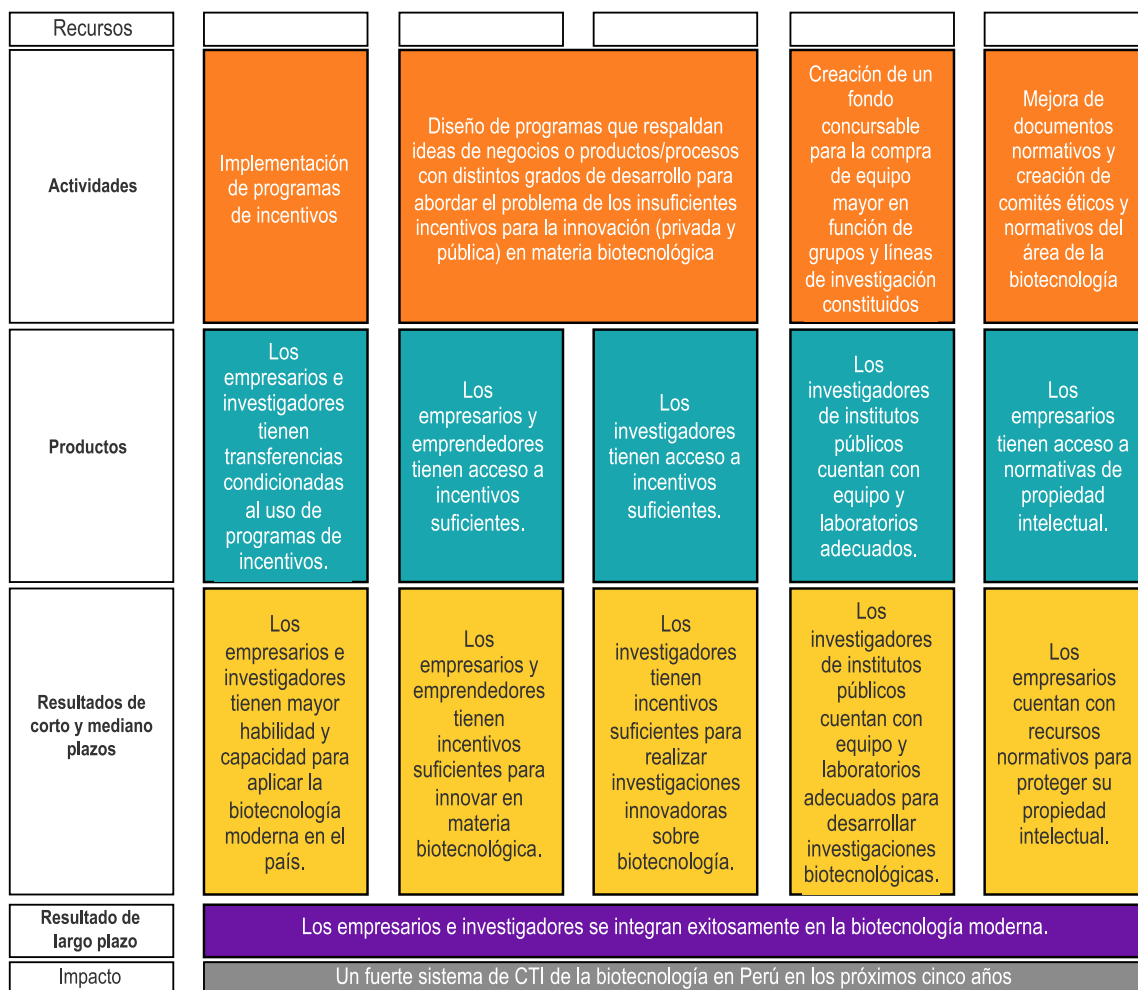 Recursos
Actividades
Implementación
de programas
de incentivos
Diseño de programas que respaldan
ideas de negocios o productos/procesos
con distintos grados de desarrollo para
abordar el problema de los insuficientes
incentivos para la innovación (privada y
pública) en materia biotecnológica
Creación de un
fondo
concursable
para la compra
de equipo
mayor en
función de
grupos y líneas
de investigación
constituidos
Mejora de
documentos
normativos y
creación de
comités éticos y
normativos del
área de la
biotecnología
Productos
Los
empresarios e
investigadores
tienen
transferencias
condicionadas
al uso de
programas de
incentivos.
Los
empresarios y
emprendedores
tienen acceso a
incentivos
suficientes.
Los
investigadores
tienen acceso a
incentivos
suficientes.
Los
investigadores
de institutos
públicos
cuentan con
equipo y
laboratorios
adecuados.
Los
empresarios
tienen acceso a
normativas de
propiedad
intelectual.
Resultados de
corto y mediano
plazos
Los
empresarios e
investigadores
tienen mayor
habilidad y
capacidad para
aplicar la
biotecnología
moderna en el
país.
Los
empresarios y
emprendedores
tienen
incentivos
suficientes para
innovar en
materia
biotecnológica.
Los
investigadores
tienen
incentivos
suficientes para
realizar
investigaciones
innovadoras
sobre
biotecnología.
Los
investigadores
de institutos
públicos
cuentan con
equipo y
laboratorios
adecuados para
desarrollar
investigaciones
biotecnológicas.
Los
empresarios
cuentan con
recursos
normativos para
proteger su
propiedad
intelectual.
Resultado de
largo plazo
Los empresarios e investigadores se integran exitosamente en la biotecnología moderna.
Impacto
Un fuerte sistema de CTI de la biotecnología en Perú en los próximos cinco años